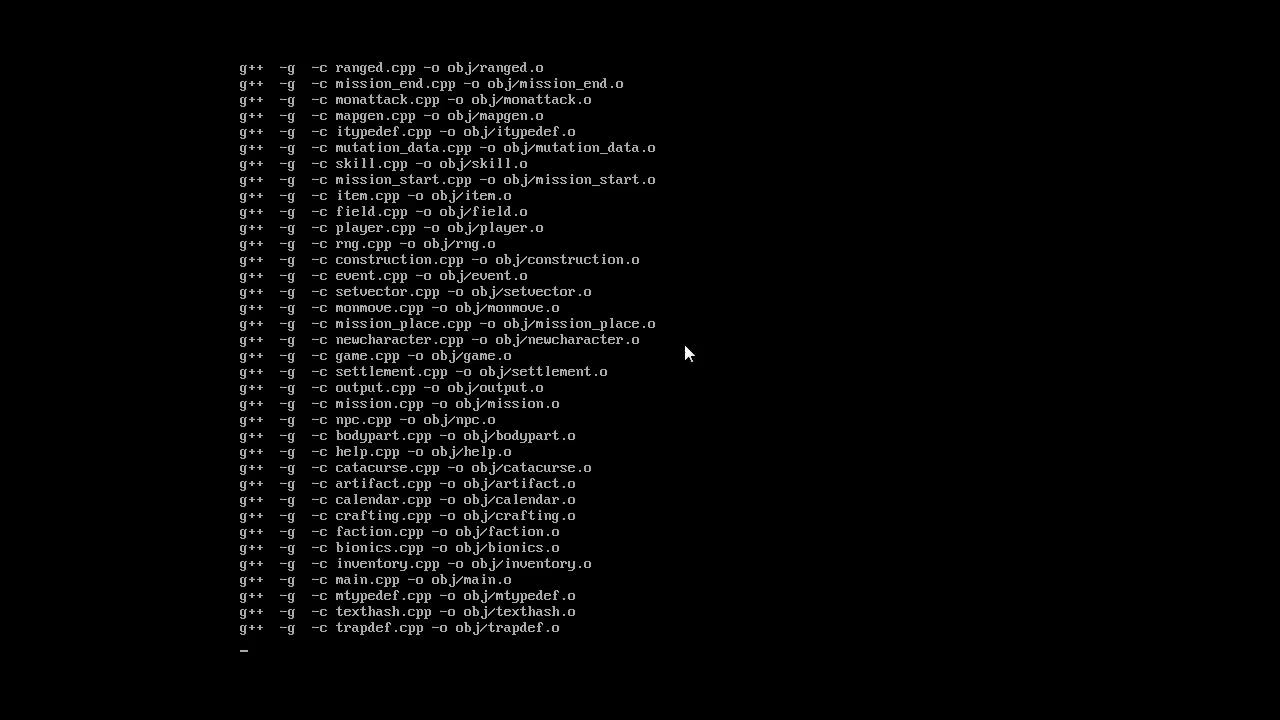 g++  -g  -c ranged.cpp -o obj/ranged.o
g++  -g  -c mission_end.cpp -o obj/mission_end.o
g++  -g  -c monattack.cpp -o obj/monattack.o
g++  -g  -c mapgen.cpp -o obj/mapgen.o
g++  -g  -c itypedef.cpp -o obj/itypedef.o
g++  -g  -c mutation_data.cpp -o obj/mutation_data.o
g++  -g  -c skill.cpp -o obj/skill.o
g++  -g  -c mission_start.cpp -o obj/mission_start.o
g++  -g  -c item.cpp -o obj/item.o
g++  -g  -c field.cpp -o obj/field.o
g++  -g  -c player.cpp -o obj/player.o
g++  -g  -c rng.cpp -o obj/rng.o
g++  -g  -c construction.cpp -o obj/construction.o
g++  -g  -c event.cpp -o obj/event.o
g++  -g  -c setvector.cpp -o obj/setvector.o
g++  -g  -c monmove.cpp -o obj/monmove.o
g++  -g  -c mission_place.cpp -o obj/mission_place.o
g++  -g  -c newcharacter.cpp -o obj/newcharacter.o
g++  -g  -c game.cpp -o obj/game.o
g++  -g  -c settlement.cpp -o obj/settlement.o
g++  -g  -c output.cpp -o obj/output.o
g++  -g  -c mission.cpp -o obj/mission.o
g++  -g  -c npc.cpp -o obj/npc.o
g++  -g  -c bodypart.cpp -o obj/bodypart.o
g++  -g  -c help.cpp -o obj/help.o
g++  -g  -c catacurse.cpp -o obj/catacurse.o
g++  -g  -c artifact.cpp -o obj/artifact.o
g++  -g  -c calendar.cpp -o obj/calendar.o
g++  -g  -c crafting.cpp -o obj/crafting.o
g++  -g  -c faction.cpp -o obj/faction.o
g++  -g  -c bionics.cpp -o obj/bionics.o
g++  -g  -c inventory.cpp -o obj/inventory.o
g++  -g  -c main.cpp -o obj/main.o
g++  -g  -c mtypedef.cpp -o obj/mtypedef.o
g++  -g  -c texthash.cpp -o obj/texthash.o
g++  -g  -c trapdef.cpp -o obj/trapdef.o